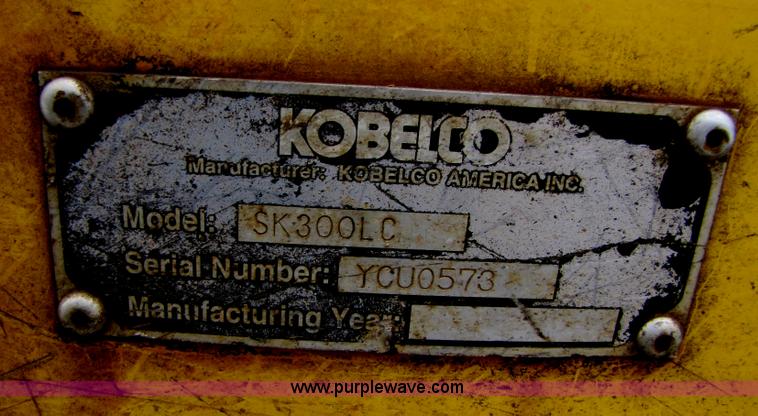 KOBELCO
Manufacturer: KOBELCO AMERICA INC.
Model: SK300LC
Serial Number: YCU0573
Manufacturing Year:
www.purplewave.com